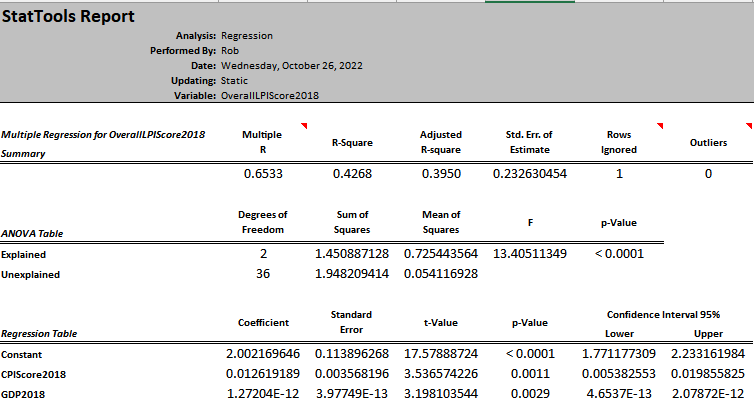 StatTools Report
Analysis: Regression
Performed By: Rob
Date: Wednesday, October 26, 2022
Updating: Static
Variable: OverallLPIScore2018
Multiple Regression for OverallLPIScore2018 Multiple Adjusted Std. Err. of Rows
R-Square Outliers
Summary R R-square Estimate Ignored
0.6533 0.4268 0.3950 0.232630454 1 0
Degrees of Sum of Mean of
F p-Value
ANOVA Table Freedom Squares Squares
Explained 2 1.450887128 0.725443564 13.40511349 < 0.0001
Unexplained 36 1.948209414 0.054116928
Standard Confidence Interval 95%
Coefficient t-Value p-Value
Regression Table Error Lower Upper
Constant 2.002169646 0.113896268 17.57888724 < 0.0001 1.771177309 2.233161984
CPIScore2018 0.012619189 0.003568196 3.536574226 0.0011 0.005382553 0.019855825
GDP2018 1.27204E-12 3.97749E-13 3.198103544 0.0029 4.6537E-13 2.07872E-12